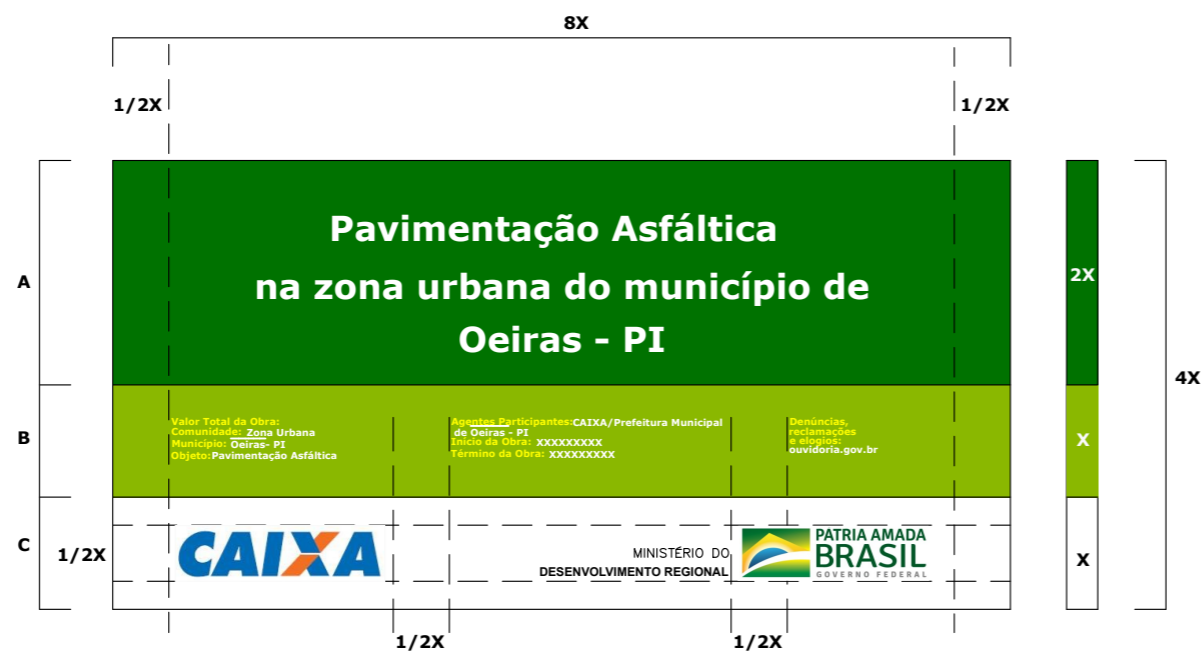 8X
1/2X
1/2X
A
Pavimentação Asfáltica
na zona urbana do município de
Oeiras - PI
2X
4X
B
Valor Total da Obra:
Comunidade: Zona Urbana
Município: Oeiras- PI
Objeto:Pavimentação Asfáltica
Agentes Participantes:CAIXA/Prefeitura Municipal
de Oeiras - PI
Início da Obra: XXXXXXXXX
Término da Obra: XXXXXXXXX
Denúncias,
reclamações
e elogios:
ouvidoria.gov.br
X
C
1/2X
CAIXA
MINISTÉRIO DO
DESENVOLVIMENTO REGIONAL
PÁTRIA AMADA
BRASIL
GOVERNO FEDERAL
X
1/2X
1/2X